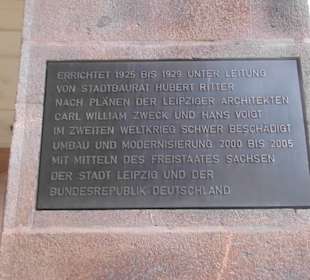 ERRICHTET 1925 BIS 1929 UNTER LEITUNG
VON STADTBAURAT HUBERT RITTER
NACH PLÄNEN DER LEIPZIGER ARCHITEKTEN
CARL WILLIAM ZWECK UND HANS VOIGT
IM ZWEITEN WELTKRIEG SCHWER BESCHÄDIGT
UMBAU UND MODERNISIERUNG 2000 BIS 2005
MIT MITTELN DES FREISTAATES SACHSEN
DER STADT LEIPZIG UND DER
BUNDESREPUBLIK DEUTSCHLAND